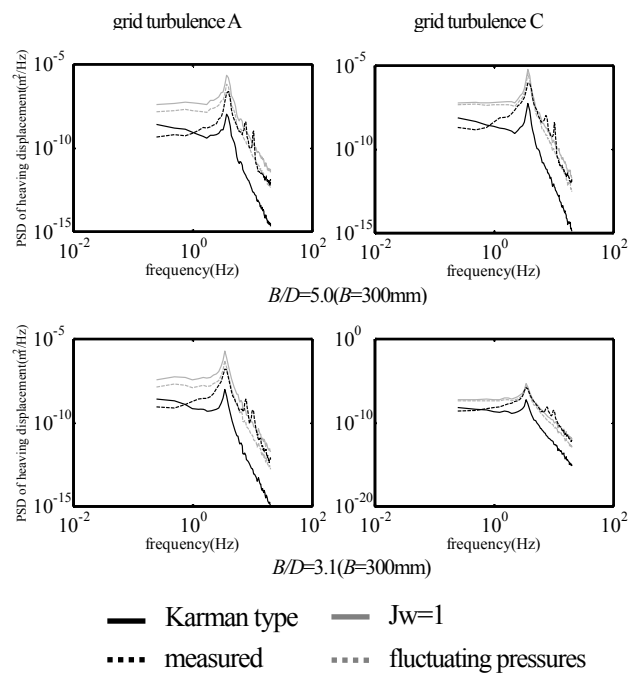 grid turbulence A
grid turbulence C
PSD of heaving displacement(m²/Hz)
10⁻⁵
10⁻¹⁰
10⁻¹⁵
10⁻²
10⁰
10²
frequency(Hz)
10⁻⁵
10⁻¹⁰
10⁻¹⁵
10⁻²
10⁰
10²
frequency(Hz)
B/D=5.0(B=300mm)
PSD of heaving displacement(m²/Hz)
10⁻⁵
10⁻¹⁰
10⁻¹⁵
10⁻²
10⁰
10²
frequency(Hz)
10⁰
10⁻¹⁰
10⁻²⁰
10⁻²
10⁰
10²
frequency(Hz)
B/D=3.1(B=300mm)
Karman type
Jw=1
measured
fluctuating pressures